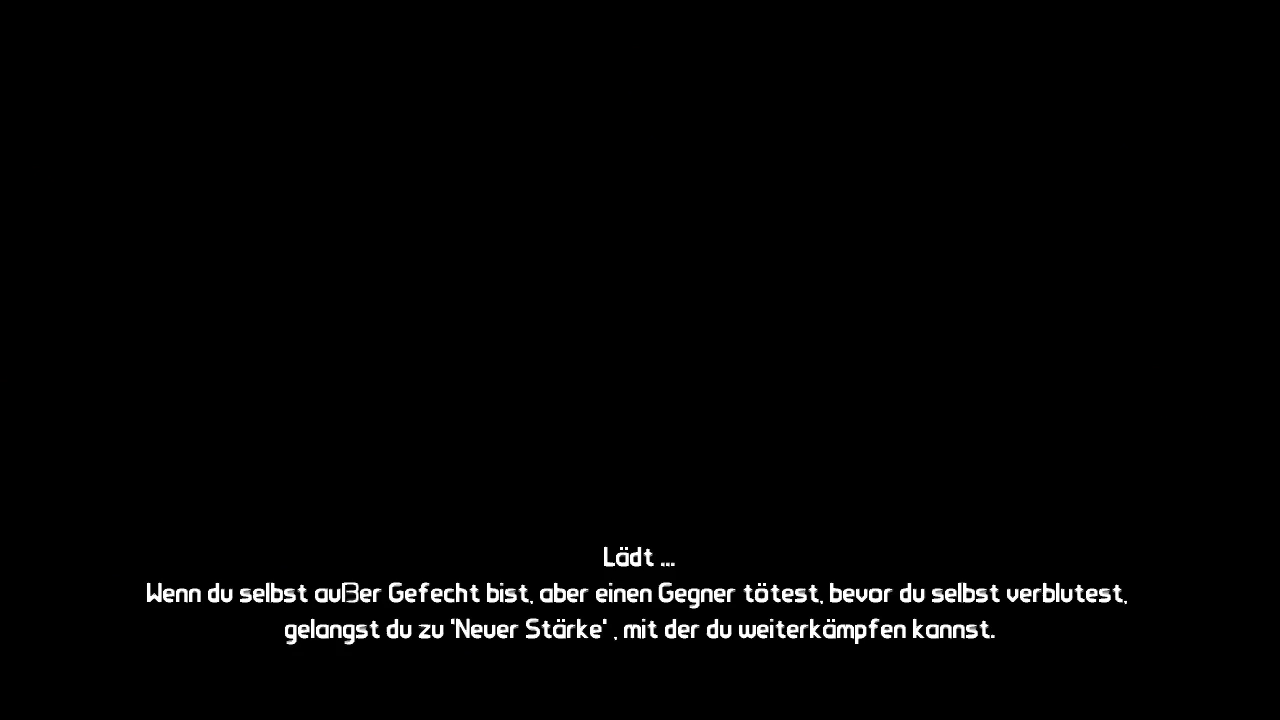 Lädt ...
Wenn du selbst außer Gefecht bist, aber einen Gegner tötest, bevor du selbst verblutest,
gelangst du zu "Neuer Stärke" , mit der du weiterkämpfen kannst.